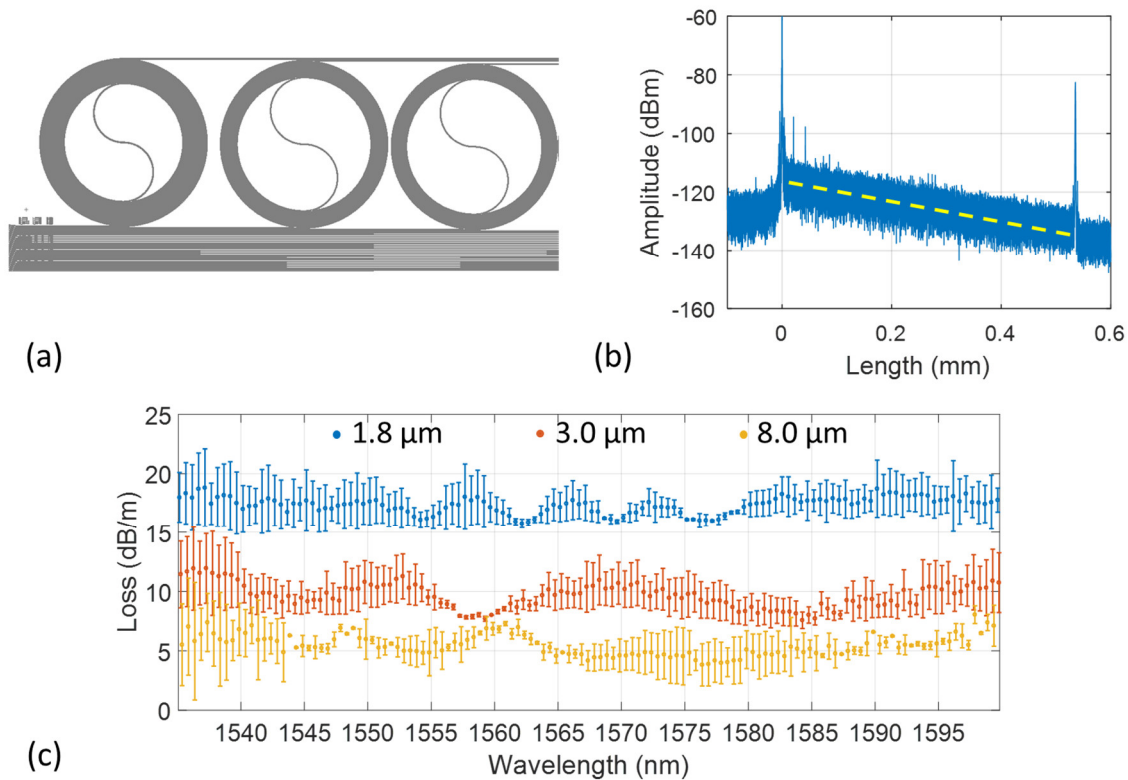 (a)
Amplitude (dBm)
-60
-80
-100
-120
-140
-160
0
0.2
0.4
0.6
Length (mm)
(b)
Loss (dB/m)
25
20
15
10
5
0
1.8 μm
3.0 μm
8.0 μm
1540
1545
1550
1555
1560
1565
1570
1575
1580
1585
1590
1595
Wavelength (nm)
(c)